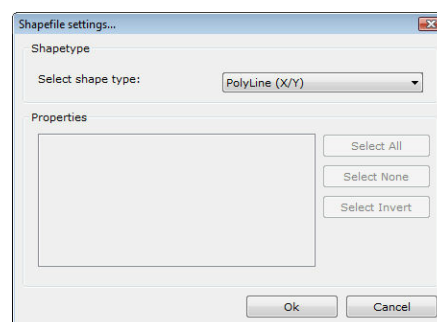 Shapefile settings...
Shapetype
Select shape type:
PolyLine (X/Y)
Properties
Select All
Select None
Select Invert
Ok
Cancel